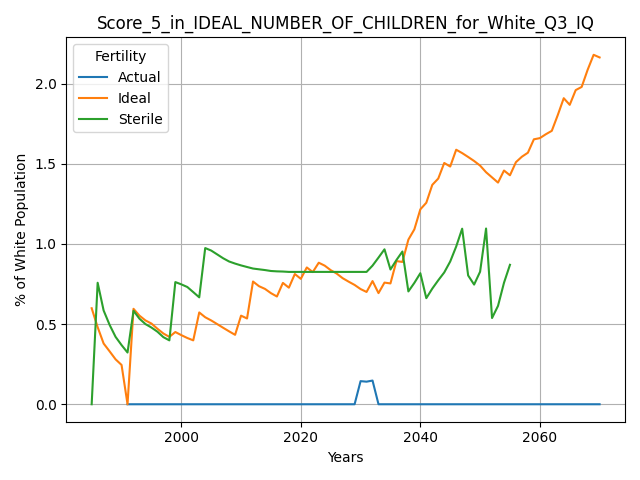 Score_5_in_IDEAL_NUMBER_OF_CHILDREN_for_White_Q3_IQ
Fertility
Actual
Ideal
Sterile
% of White Population
2.0
1.5
1.0
0.5
0.0
2000
2020
2040
2060
Years